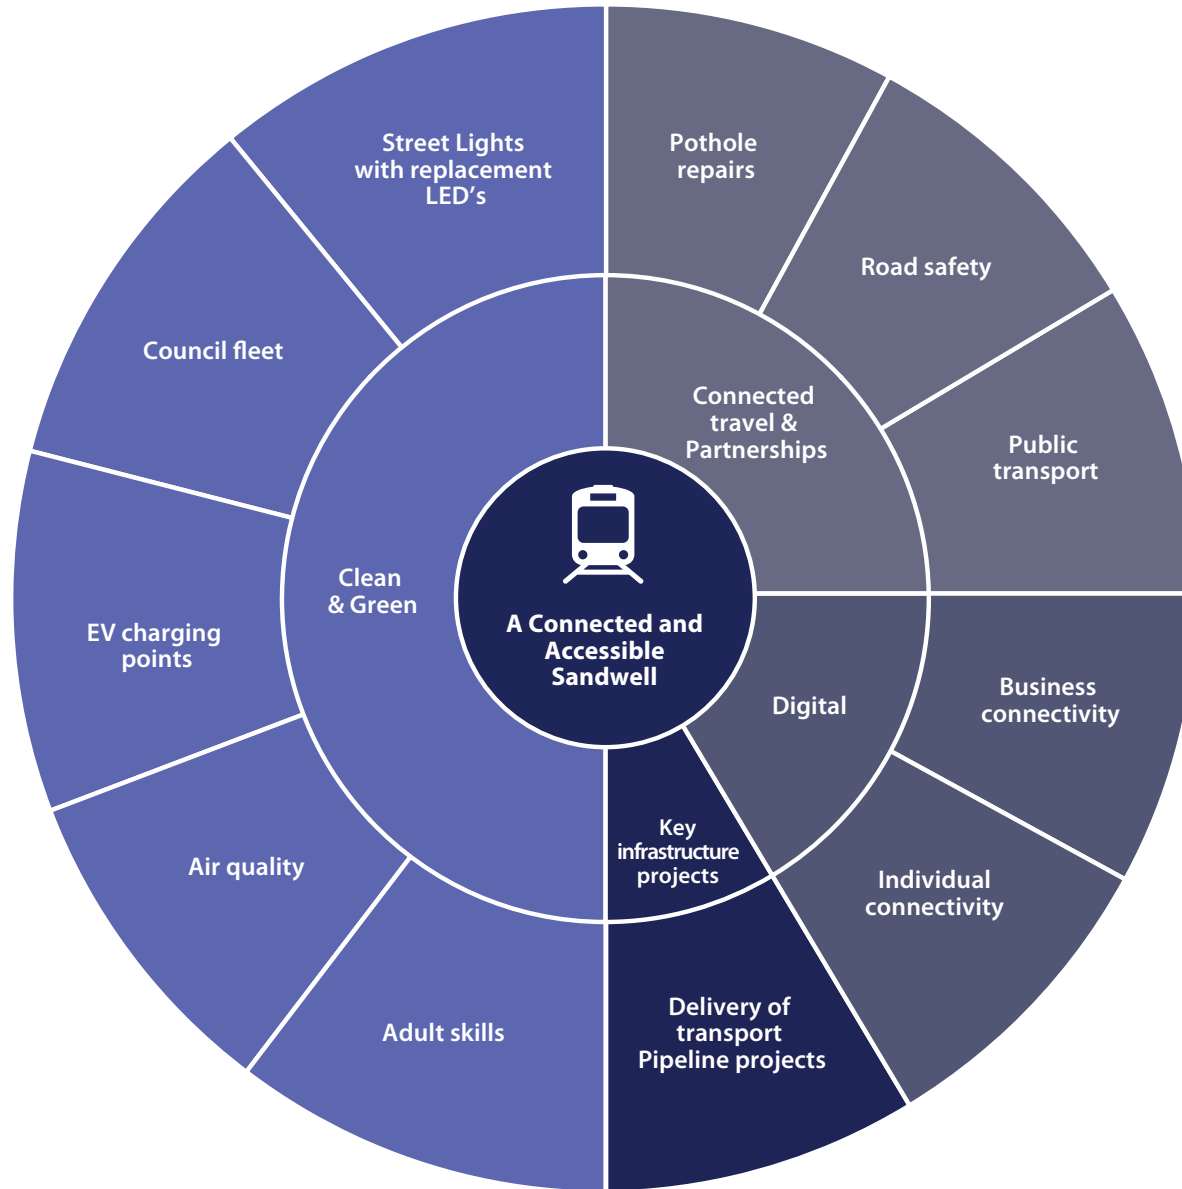 Street Lights
with replacement
LED’s
Pothole
repairs
Road safety
Council fleet
Connected
travel &
Partnerships
Public
transport
Clean
& Green
A Connected and
Accessible
Sandwell
EV charging
points
Digital
Business
connectivity
Key
infrastructure
projects
Air quality
Individual
connectivity
Adult skills
Delivery of
transport
Pipeline projects